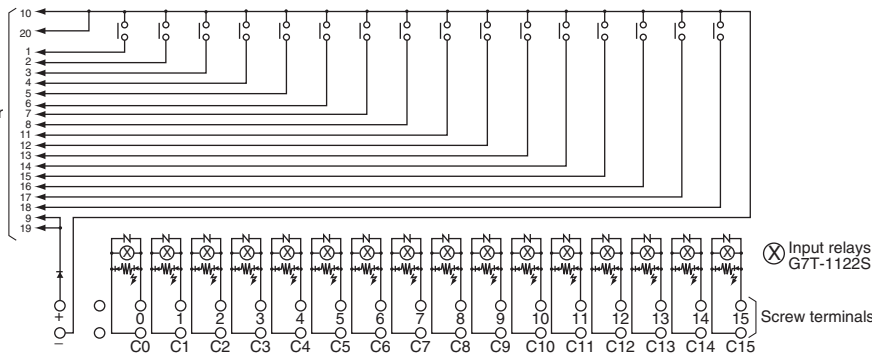 10
20
1
2
3
4
5
6
7
8
11
12
13
14
15
16
17
18
9
19
r
N N N N N N N N N N N N N N N N
Input relays
G7T-1122S
+ 0 1 2 3 4 5 6 7 8 9 10 11 12 13 14 15
Screw terminals
− C0 C1 C2 C3 C4 C5 C6 C7 C8 C9 C10 C11 C12 C13 C14 C15